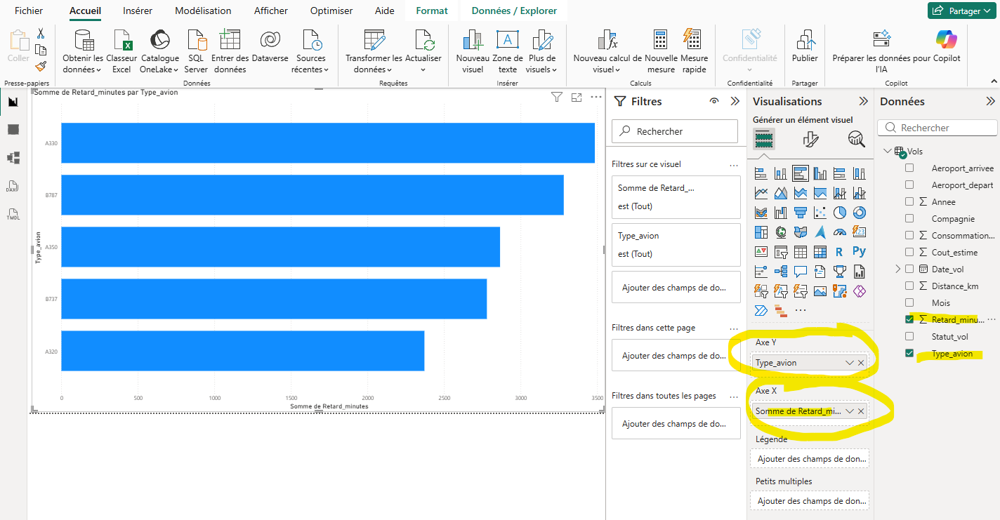 Fichier Accueil Insérer Modélisation Afficher Optimiser Aide Format Données / Explorer Partager
Coller
Presse-papiers
Obtenir les données
Classeur Excel
Catalogue OneLake
SQL Server
Entrer des données
Dataverse
Sources récentes
Données
Transformer les données
Actualiser
Requêtes
Nouveau visuel
Zone de texte
Plus de visuels
Insérer
Nouveau calcul de visuel
Nouvelle mesure
Mesure rapide
Calculs
Confidentialité
Confidentialité
Publier
Partager
Préparer les données pour l'IA
Copilot
Copilot
DAX
TMDL
Somme de Retard_minutes par Type_avion
Type_avion
A330
B787
A350
B737
A320
0 500 1000 1500 2000 2500 3000 3500
Somme de Retard_minutes
Filtres
Rechercher
Filtres sur ce visuel ...
Somme de Retard_...
est (Tout)
Type_avion
est (Tout)
Ajouter des champs de do...
Filtres dans cette page ...
Ajouter des champs de do...
Filtres dans toutes les pages ...
Ajouter des champs de do...
Visualisations
Générer un élément visuel
123
R Py
...
Axe Y
Type_avion
Axe X
Somme de Retard_mi...
Légende
Ajouter des champs de don...
Petits multiples
Ajouter des champs de don...
Données
Rechercher
Vols
Aeroport_arrivee
Aeroport_depart
Annee
Compagnie
Consommation...
Cout_estime
Date_vol
Distance_km
Mois
Retard_minu... ...
Statut_vol
Type_avion